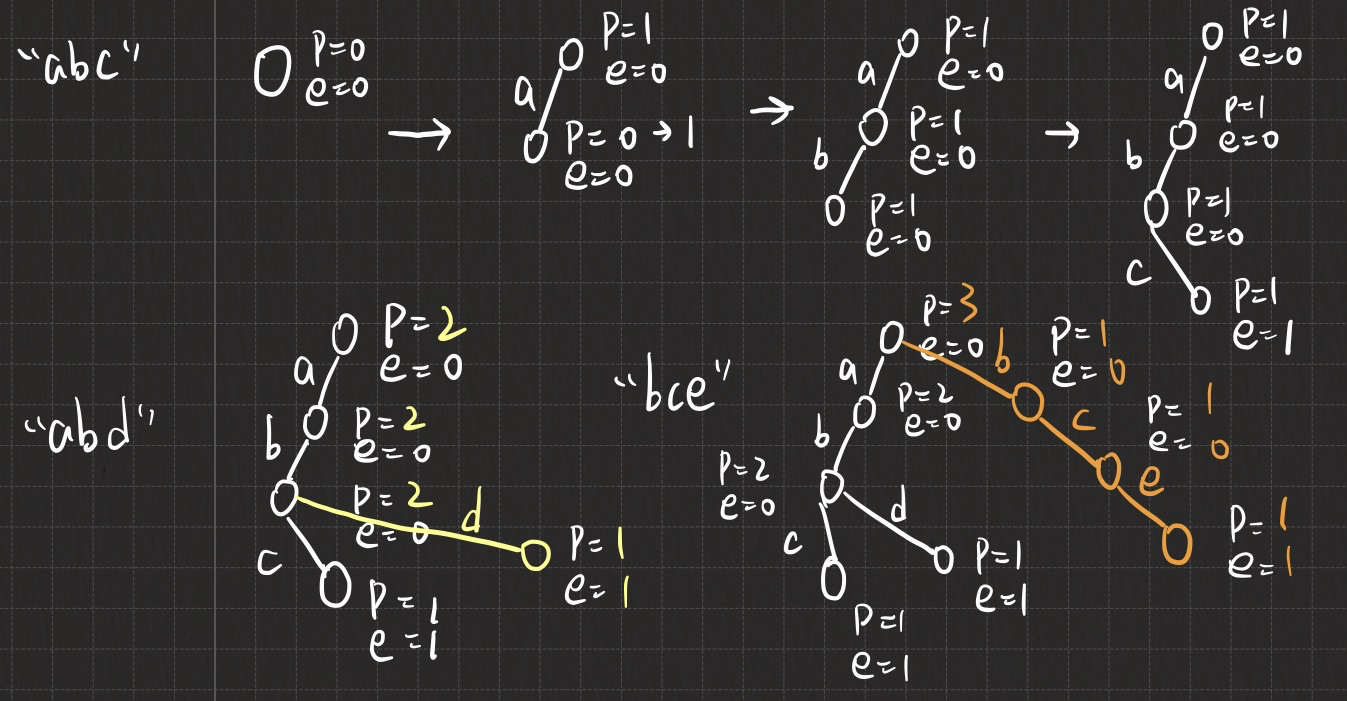 "abc"
p=0
e=0
→
a
p=1
e=0
p=0→1
e=0
→
a
b
p=1
e=0
p=1
e=0
p=1
e=0
→
a
b
c
p=1
e=0
p=1
e=0
p=1
e=0
p=1
e=1
"abd"
a
b
c
d
p=2
e=0
p=2
e=0
p=2
e=0
p=1
e=1
p=1
e=1
"bce"
p=3
e=0
a
b
c
d
p=2
e=0
p=2
e=0
p=1
e=1
p=1
e=1
b
c
e
p=1
e=0
p=1
e=0
p=1
e=1